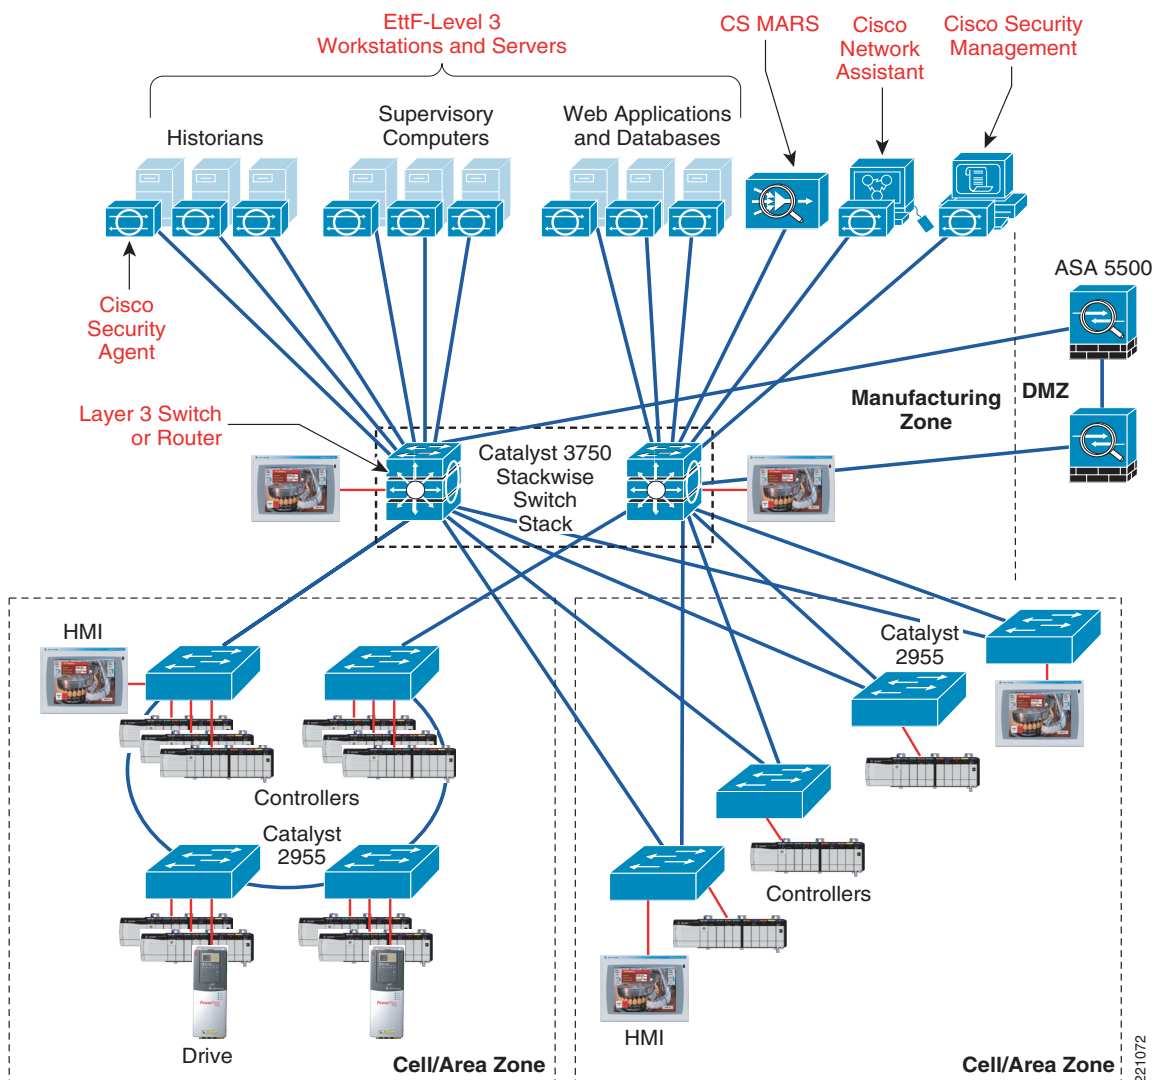 EttF-Level 3
Workstations and Servers
CS MARS
Cisco
Network
Assistant
Cisco Security
Management
Historians
Supervisory
Computers
Web Applications
and Databases
Cisco
Security
Agent
ASA 5500
Layer 3 Switch
or Router
Catalyst 3750
Stackwise
Switch
Stack
Manufacturing
Zone
DMZ
HMI
Controllers
Catalyst
2955
Drive
Cell/Area Zone
Catalyst
2955
Controllers
HMI
Cell/Area Zone
221072